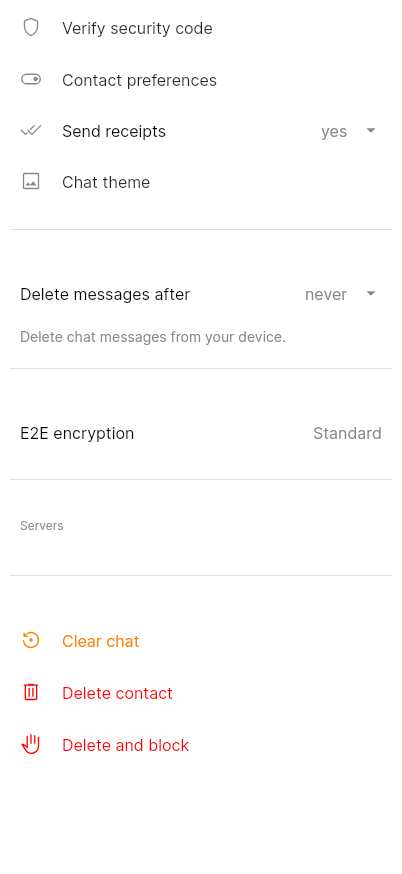 Verify security code
Contact preferences
Send receipts yes
Chat theme
Delete messages after never
Delete chat messages from your device.
E2E encryption Standard
Servers
Clear chat
Delete contact
Delete and block